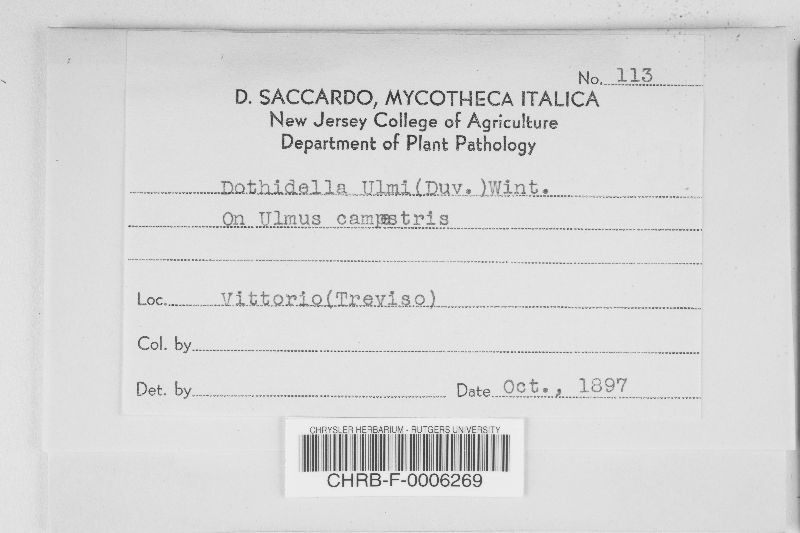 No. 113
D. SACCARDO, MYCOTHECA ITALICA
New Jersey College of Agriculture
Department of Plant Pathology
Dothidella Ulmi(Duv.)Wint.
On Ulmus campestris
Loc. Vittorio(Treviso)
Col. by
Det. by Date Oct., 1897
CHRYSLER HERBARIUM - RUTGERS UNIVERSITY
CHRB-F-0006269